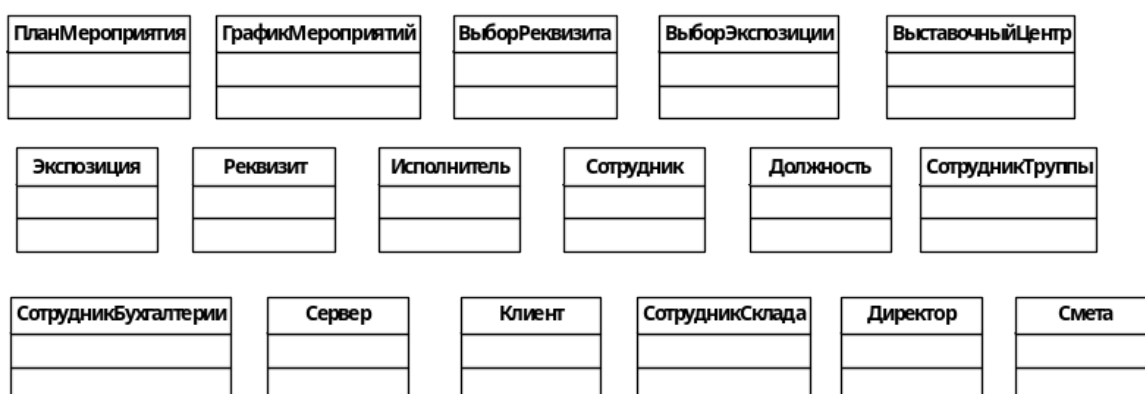 ПланМероприятия ГрафикМероприятий ВыборРеквизита ВыборЭкспозиции ВыставочныйЦентр
Экспозиция Реквизит Исполнитель Сотрудник Должность СотрудникТруппы
СотрудникБухгалтерии Сервер Клиент СотрудникСклада Директор Смета